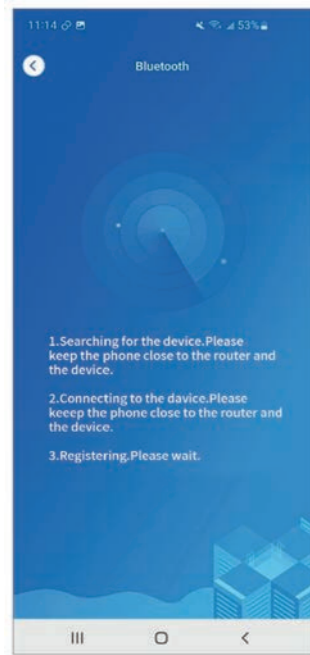 11:14 53%
Bluetooth
1.Searching for the device.Please
keep the phone close to the router and
the device.
2.Connecting to the davice.Please
keeep the phone close to the router and
the device.
3.Registering.Please wait.